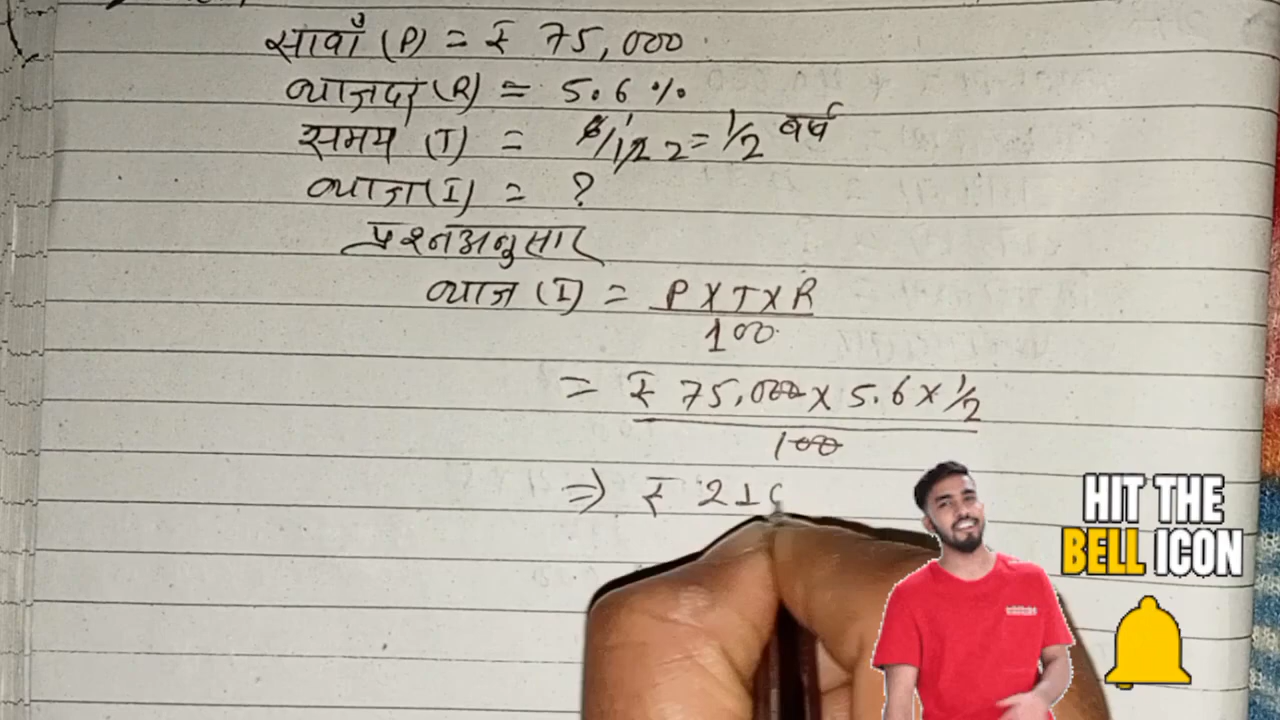 सावाँ (P) = ₹ 75,000
ब्याजदर (R) = 5.6 %
समय (T) = 6/12 2 = 1/2 वर्ष
ब्याज (I) = ?
प्रश्नअनुसार
ब्याज (I) = P X T X R
100
= ₹ 75,000 x 5.6 x 1/2
100
⇒ ₹ 21
HIT THE
BELL ICON